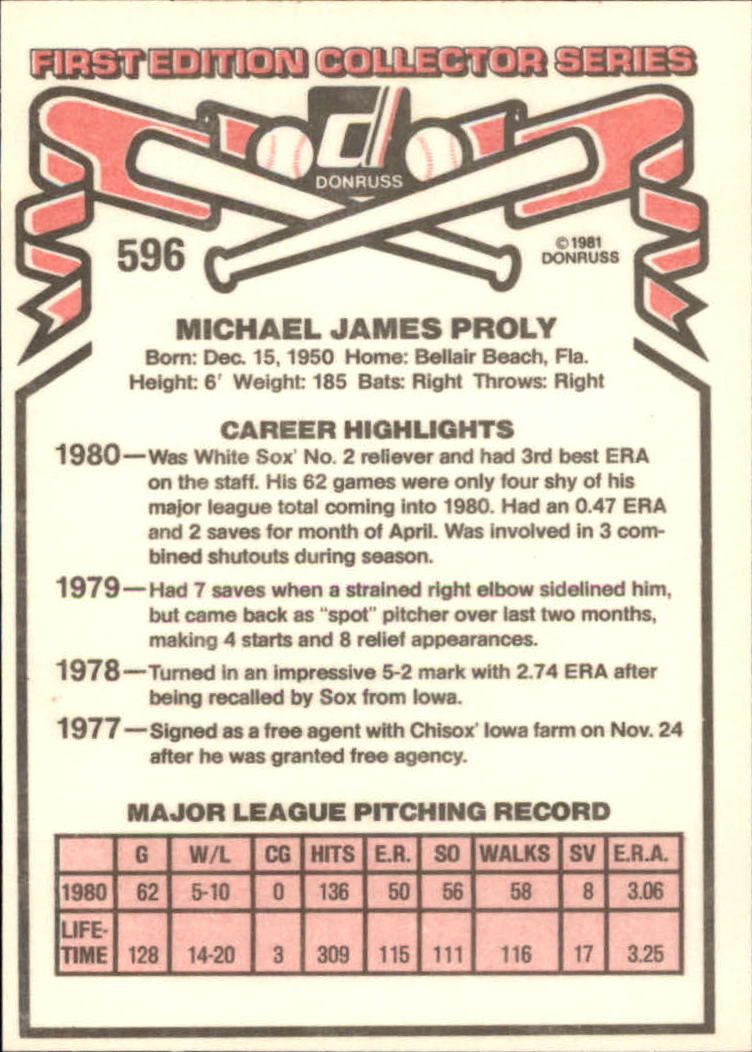 FIRST EDITION COLLECTOR SERIES
d
DONRUSS
596
©1981
DONRUSS
MICHAEL JAMES PROLY
Born: Dec. 15, 1950 Home: Bellair Beach, Fla.
Height: 6' Weight: 185 Bats: Right Throws: Right
CAREER HIGHLIGHTS
1980—Was White Sox' No. 2 reliever and had 3rd best ERA
on the staff. His 62 games were only four shy of his
major league total coming into 1980. Had an 0.47 ERA
and 2 saves for month of April. Was involved in 3 com-
bined shutouts during season.
1979—Had 7 saves when a strained right elbow sidelined him,
but came back as "spot" pitcher over last two months,
making 4 starts and 8 relief appearances.
1978—Turned in an impressive 5-2 mark with 2.74 ERA after
being recalled by Sox from Iowa.
1977—Signed as a free agent with Chisox' Iowa farm on Nov. 24
after he was granted free agency.
MAJOR LEAGUE PITCHING RECORD
G W/L CG HITS E.R. SO WALKS SV E.R.A.
1980 62 5-10 0 136 50 56 58 8 3.06
LIFE-
TIME 128 14-20 3 309 115 111 116 17 3.25